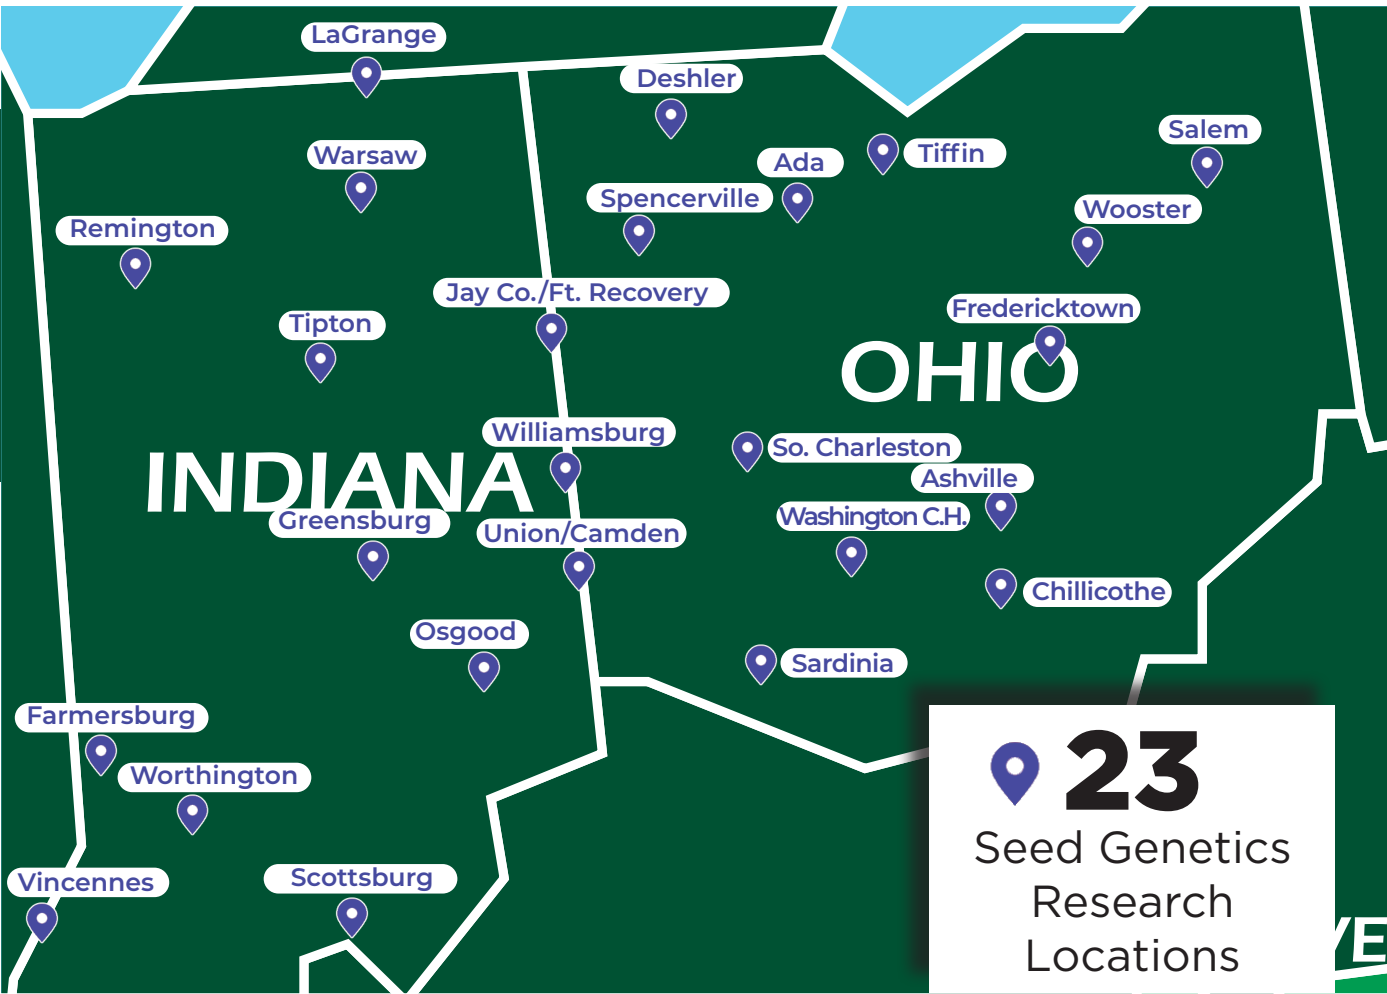 LaGrange
Deshler
Salem
Warsaw
Ada
Tiffin
Spencerville
Wooster
Remington
Jay Co./Ft. Recovery
Fredericktown
Tipton
OHIO
Williamsburg
So. Charleston
INDIANA
Ashville
Greensburg
Washington C.H.
Union/Camden
Chillicothe
Osgood
Sardinia
Farmersburg
Worthington
23
Seed Genetics
Research
Locations
Vincennes
Scottsburg
VE